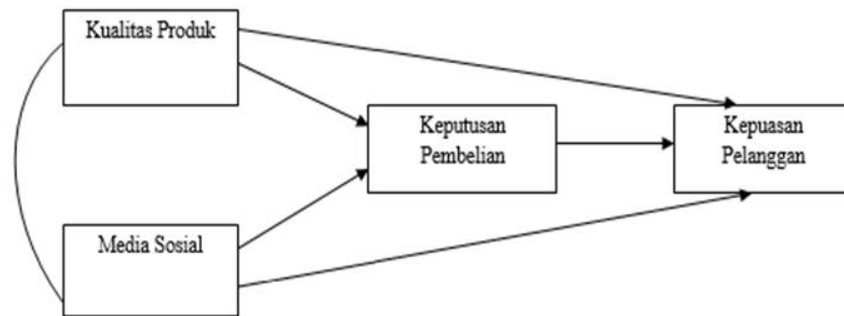 Kualitas Produk
Keputusan
Pembelian
Kepuasan
Pelanggan
Media Sosial